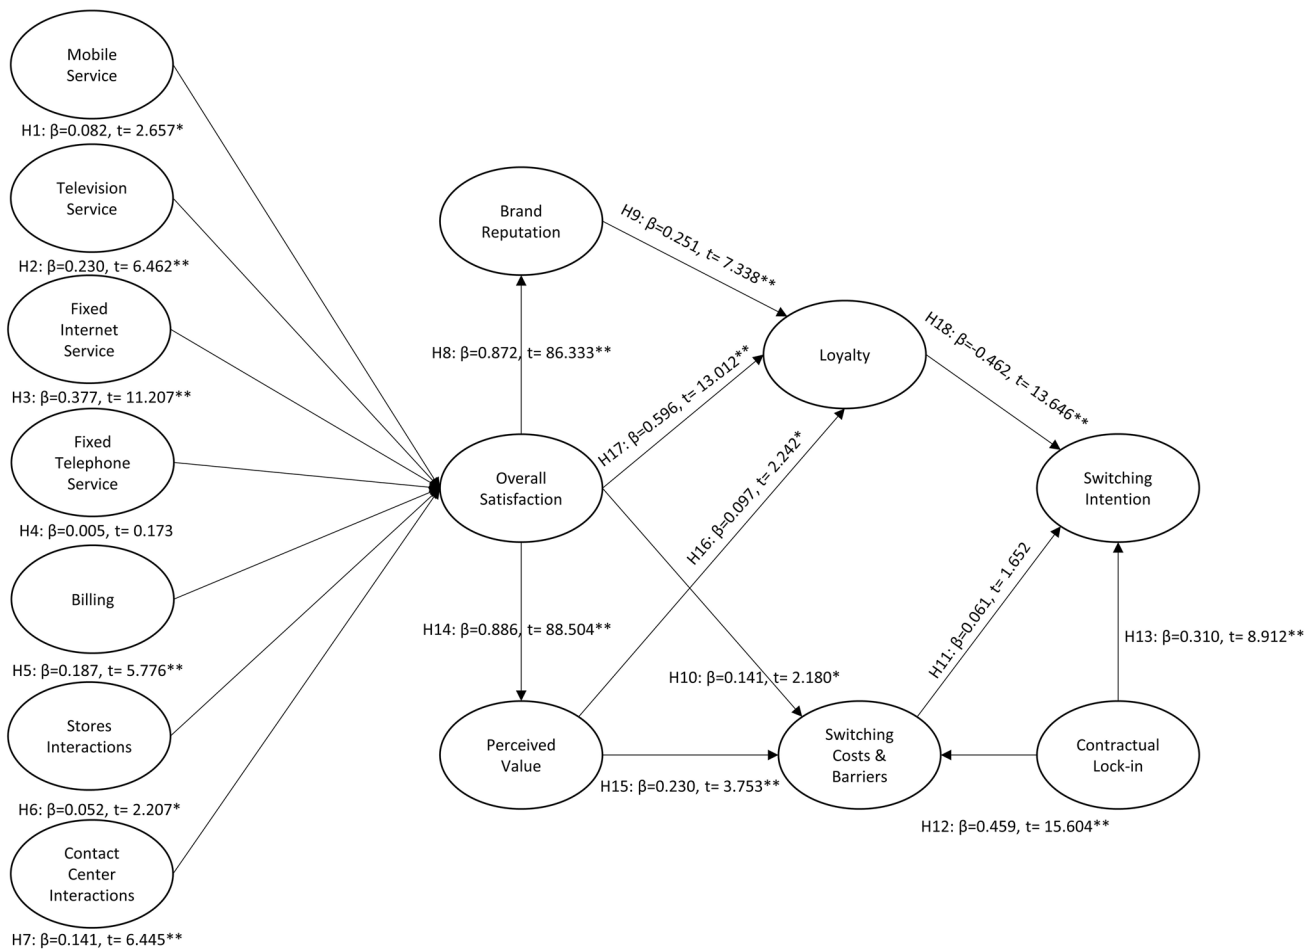 Mobile
Service
H1: β=0.082, t= 2.657*
Television
Service
H2: β=0.230, t= 6.462**
Fixed
Internet
Service
H3: β=0.377, t= 11.207**
Fixed
Telephone
Service
H4: β=0.005, t= 0.173
Billing
H5: β=0.187, t= 5.776**
Stores
Interactions
H6: β=0.052, t= 2.207*
Contact
Center
Interactions
H7: β=0.141, t= 6.445**
Brand
Reputation
H8: β=0.872, t= 86.333**
Overall
Satisfaction
H14: β=0.886, t= 88.504**
Perceived
Value
H9: β=0.251, t= 7.338**
H17: β=0.596, t= 13.012**
H16: β=0.097, t= 2.242*
H10: β=0.141, t= 2.180*
H15: β=0.230, t= 3.753**
Loyalty
Switching
Costs &
Barriers
H18: β=-0.462, t= 13.646**
H11: β=0.061, t= 1.652
Switching
Intention
H13: β=0.310, t= 8.912**
Contractual
Lock-in
H12: β=0.459, t= 15.604**